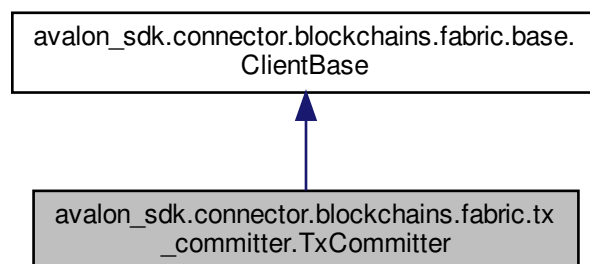 avalon_sdk.connector.blockchains.fabric.base.
ClientBase
avalon_sdk.connector.blockchains.fabric.tx
_committer.TxCommitter